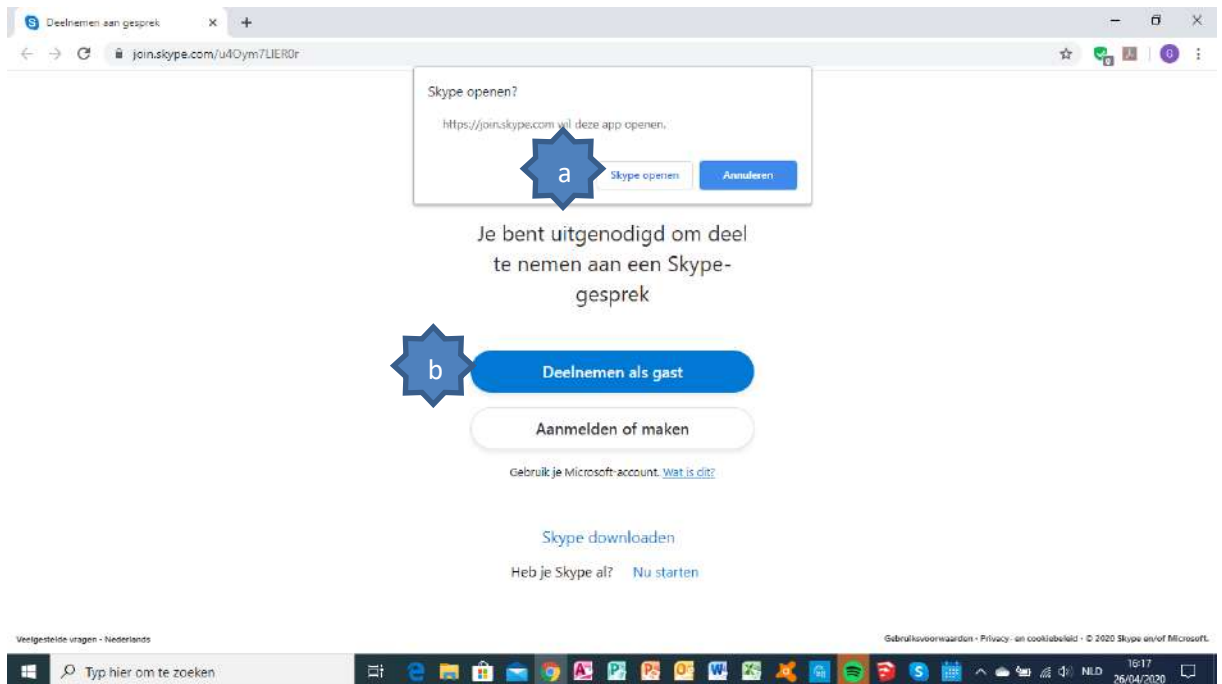 Deelnemen aan gesprek
join.skype.com/u4Oym7LIER0r
Skype openen?
https://join.skype.com wil deze app openen.
a
Skype openen Annuleren
Je bent uitgenodigd om deel
te nemen aan een Skype-
gesprek
b
Deelnemen als gast
Aanmelden of maken
Gebruik je Microsoft-account. Wat is dit?
Skype downloaden
Heb je Skype al? Nu starten
Veelgestelde vragen - Nederlands
Gebruiksvoorwaarden - Privacy- en cookiebeleid - © 2020 Skype en/of Microsoft.
Typ hier om te zoeken
NLD
16:17
26/04/2020